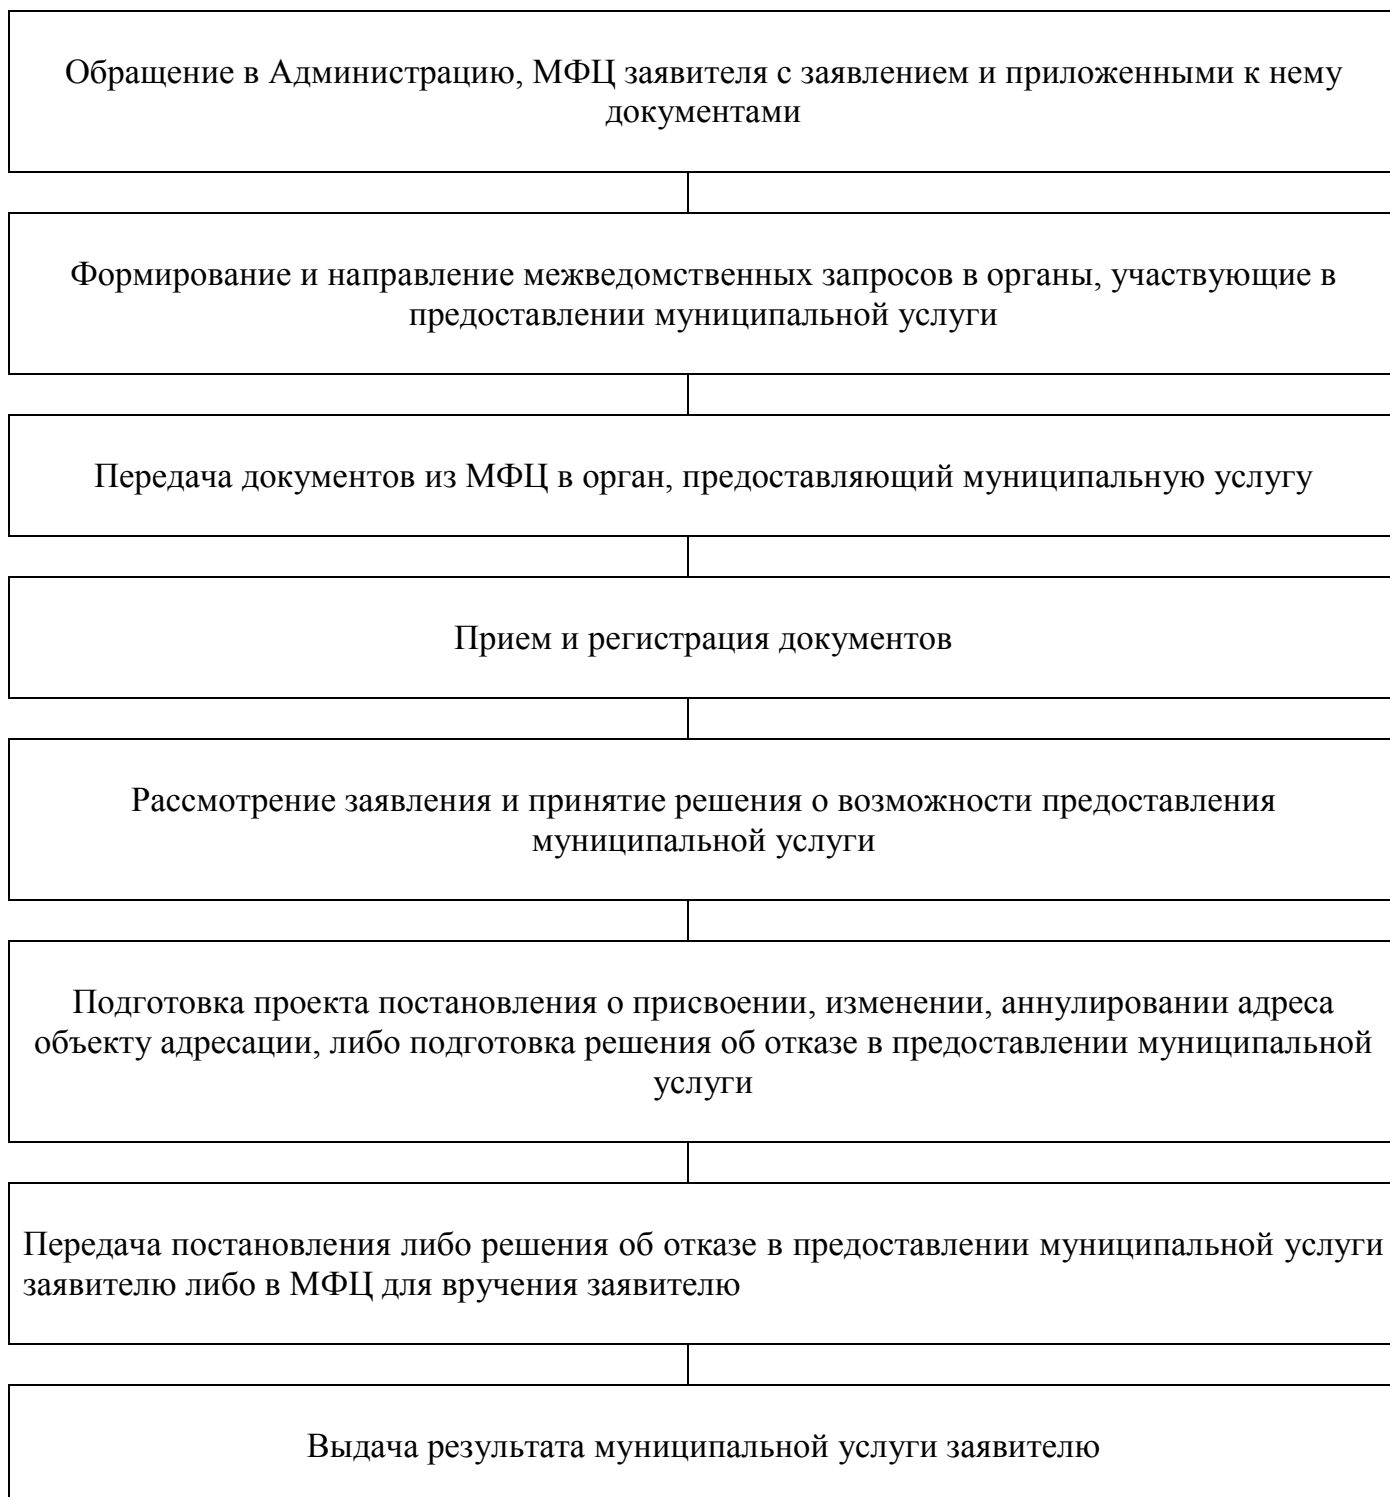 Обращение в Администрацию, МФЦ заявителя с заявлением и приложенными к нему
документами
Формирование и направление межведомственных запросов в органы, участвующие в
предоставлении муниципальной услуги
Передача документов из МФЦ в орган, предоставляющий муниципальную услугу
Прием и регистрация документов
Рассмотрение заявления и принятие решения о возможности предоставления
муниципальной услуги
Подготовка проекта постановления о присвоении, изменении, аннулировании адреса
объекту адресации, либо подготовка решения об отказе в предоставлении муниципальной
услуги
Передача постановления либо решения об отказе в предоставлении муниципальной услуги
заявителю либо в МФЦ для вручения заявителю
Выдача результата муниципальной услуги заявителю